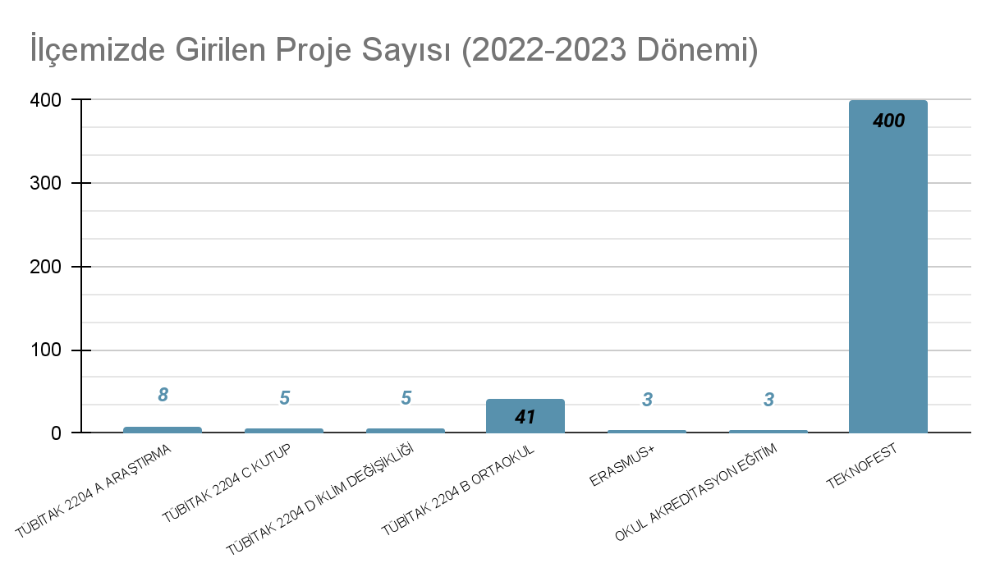 İlçemizde Girilen Proje Sayısı (2022-2023 Dönemi)
400
300
200
100
0
8
5
5
41
3
3
400
TÜBİTAK 2204 A ARAŞTIRMA
TÜBİTAK 2204 C KUTUP
TÜBİTAK 2204 D İKLİM DEĞİŞİKLİĞİ
TÜBİTAK 2204 B ORTAOKUL
ERASMUS+
OKUL AKREDİTASYON EĞİTİM
TEKNOFEST